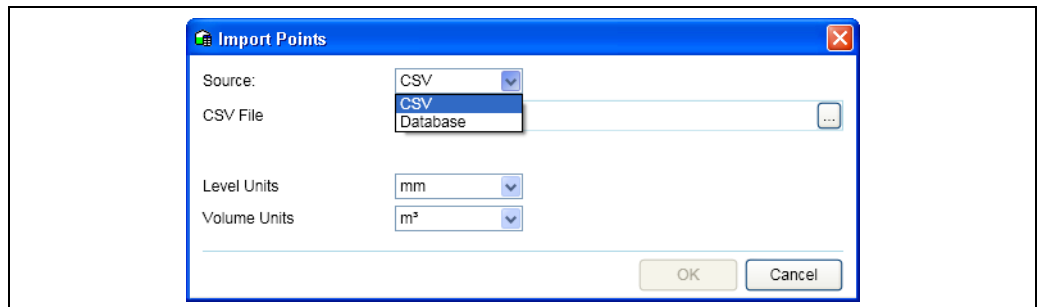 Import Points
Source: CSV
CSV
Database
CSV File ...
Level Units mm
Volume Units m³
OK Cancel